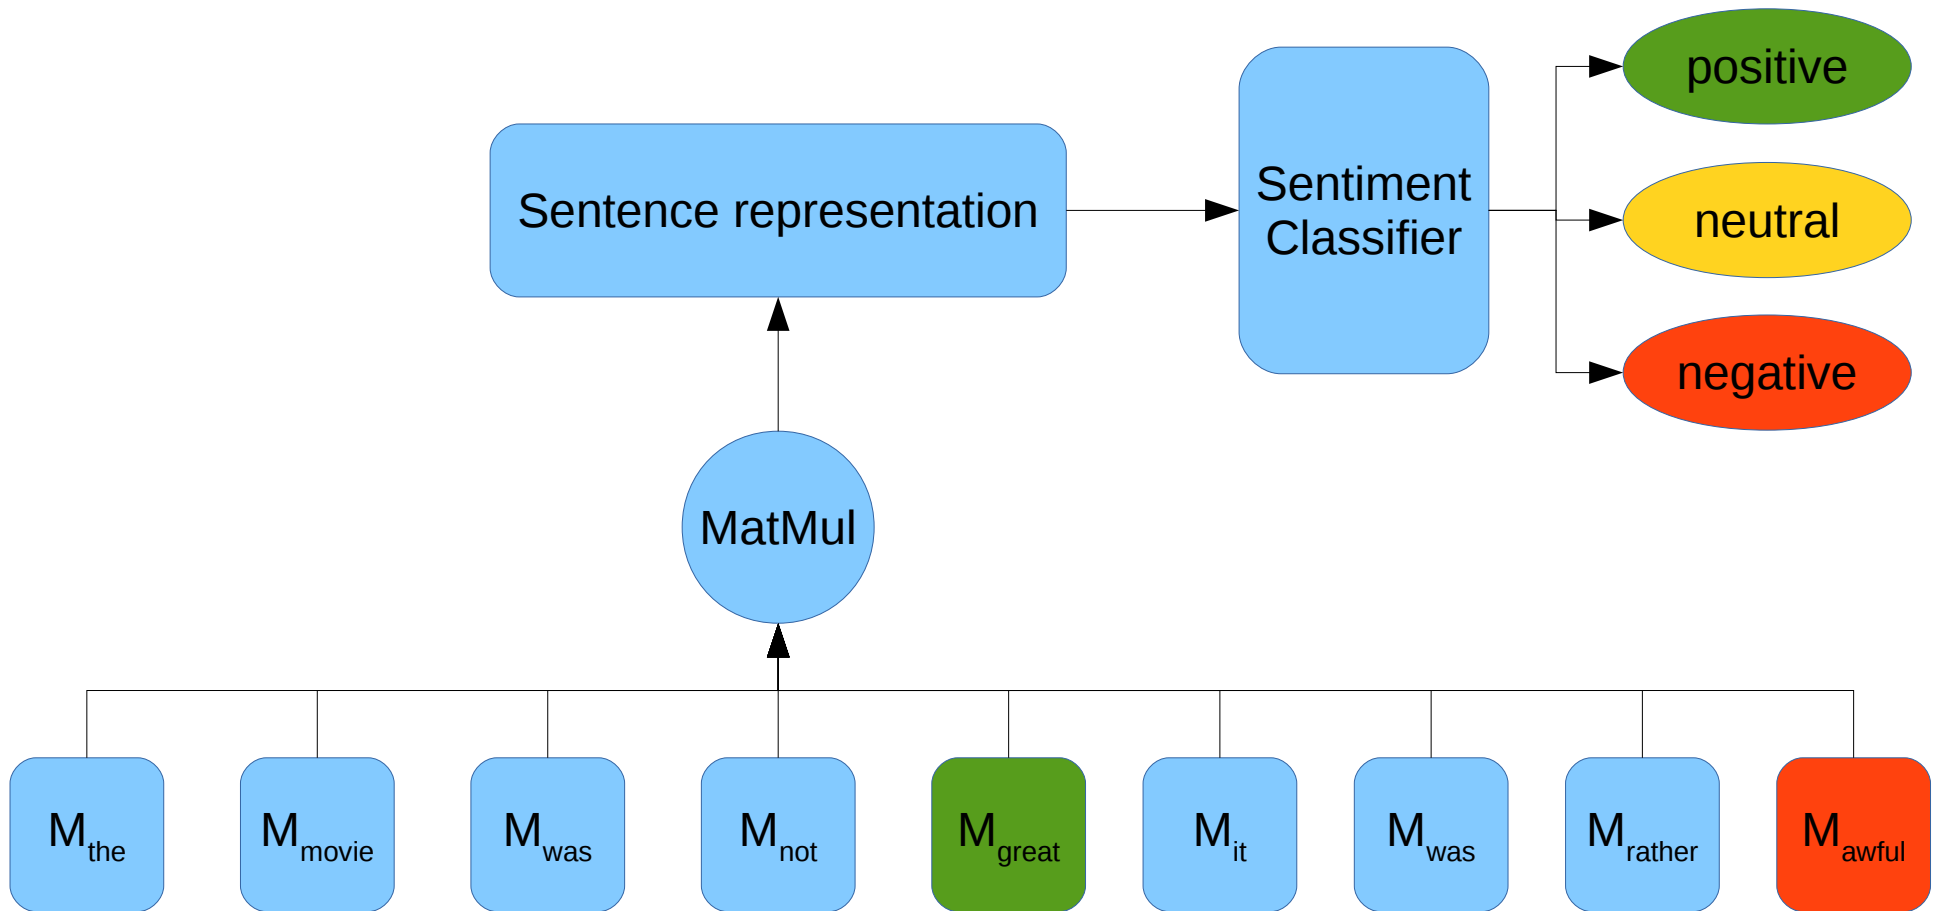 positive
Sentence representation
Sentiment
Classifier
neutral
negative
MatMul
Mthe Mmovie Mwas Mnot Mgreat Mit Mwas Mrather Mawful